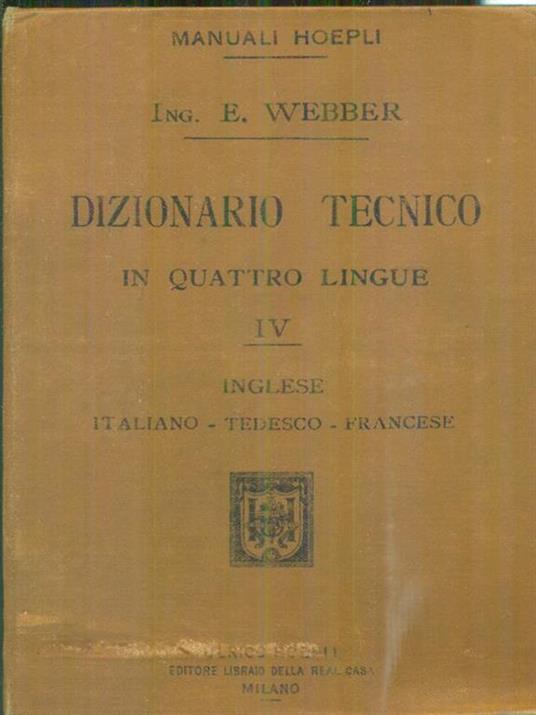 MANUALI HOEPLI
ING. E. WEBBER
DIZIONARIO TECNICO
IN QUATTRO LINGUE
IV
INGLESE
ITALIANO - TEDESCO - FRANCESE
HOEPLI
EDITORE LIBRAIO DELLA REAL CASA
MILANO